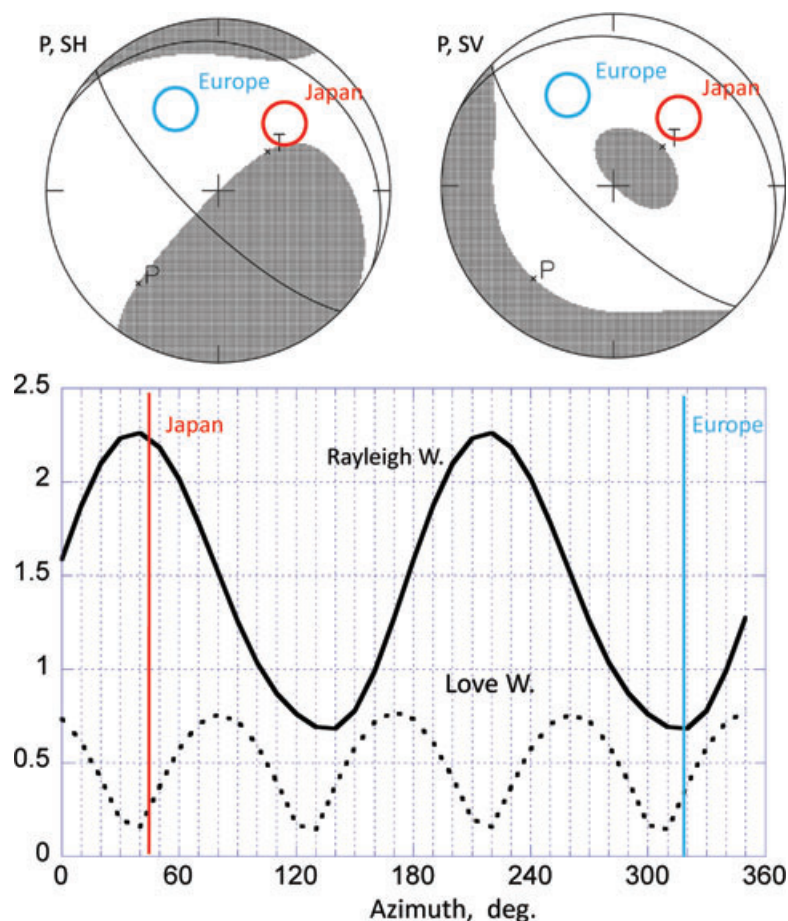 P, SH
Europe
Japan
T
P
P, SV
Europe
Japan
T
P
2.5
2
1.5
1
0.5
0
Japan
Rayleigh W.
Europe
Love W.
0 60 120 180 240 300 360
Azimuth, deg.